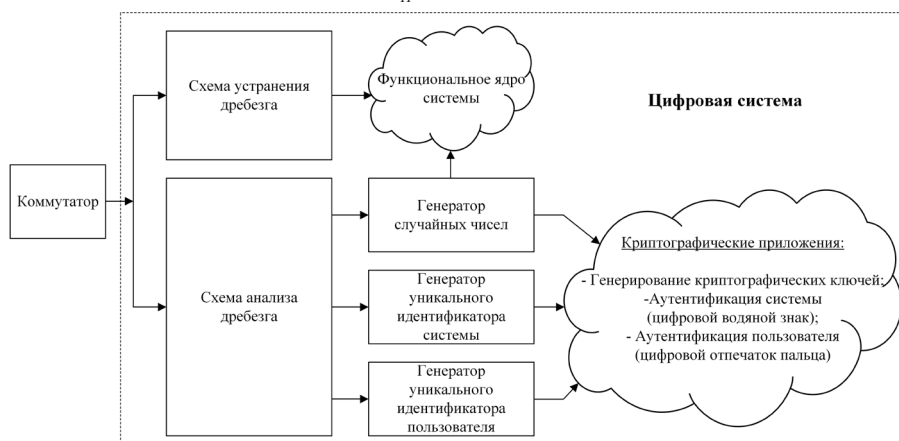 Схема устранения
дребезга
Функциональное ядро
системы
Цифровая система
Коммутатор
Схема анализа
дребезга
Генератор
случайных чисел
Генератор
уникального
идентификатора
системы
Генератор
уникального
идентификатора
пользователя
Криптографические приложения:
- Генерирование криптографических ключей;
-Аутентификация системы
(цифровой водяной знак);
- Аутентификация пользователя
(цифровой отпечаток пальца)